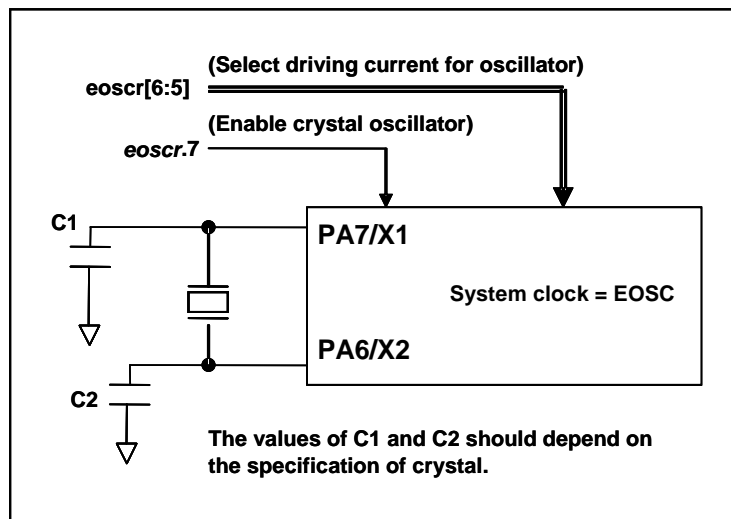 (Select driving current for oscillator)
eoscr[6:5]
(Enable crystal oscillator)
eoscr.7
C1
PA7/X1
System clock = EOSC
PA6/X2
C2
The values of C1 and C2 should depend on
the specification of crystal.